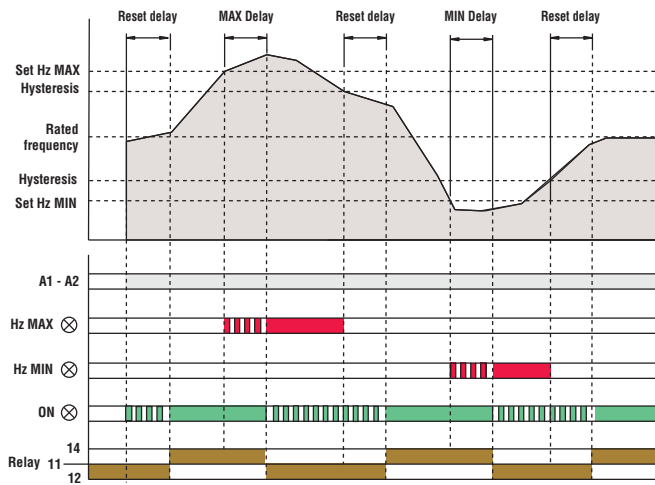 Reset delay MAX Delay Reset delay MIN Delay Reset delay
Set Hz MAX
Hysteresis
Rated
frequency
Hysteresis
Set Hz MIN
A1 - A2
Hz MAX
Hz MIN
ON
14
Relay 11
12